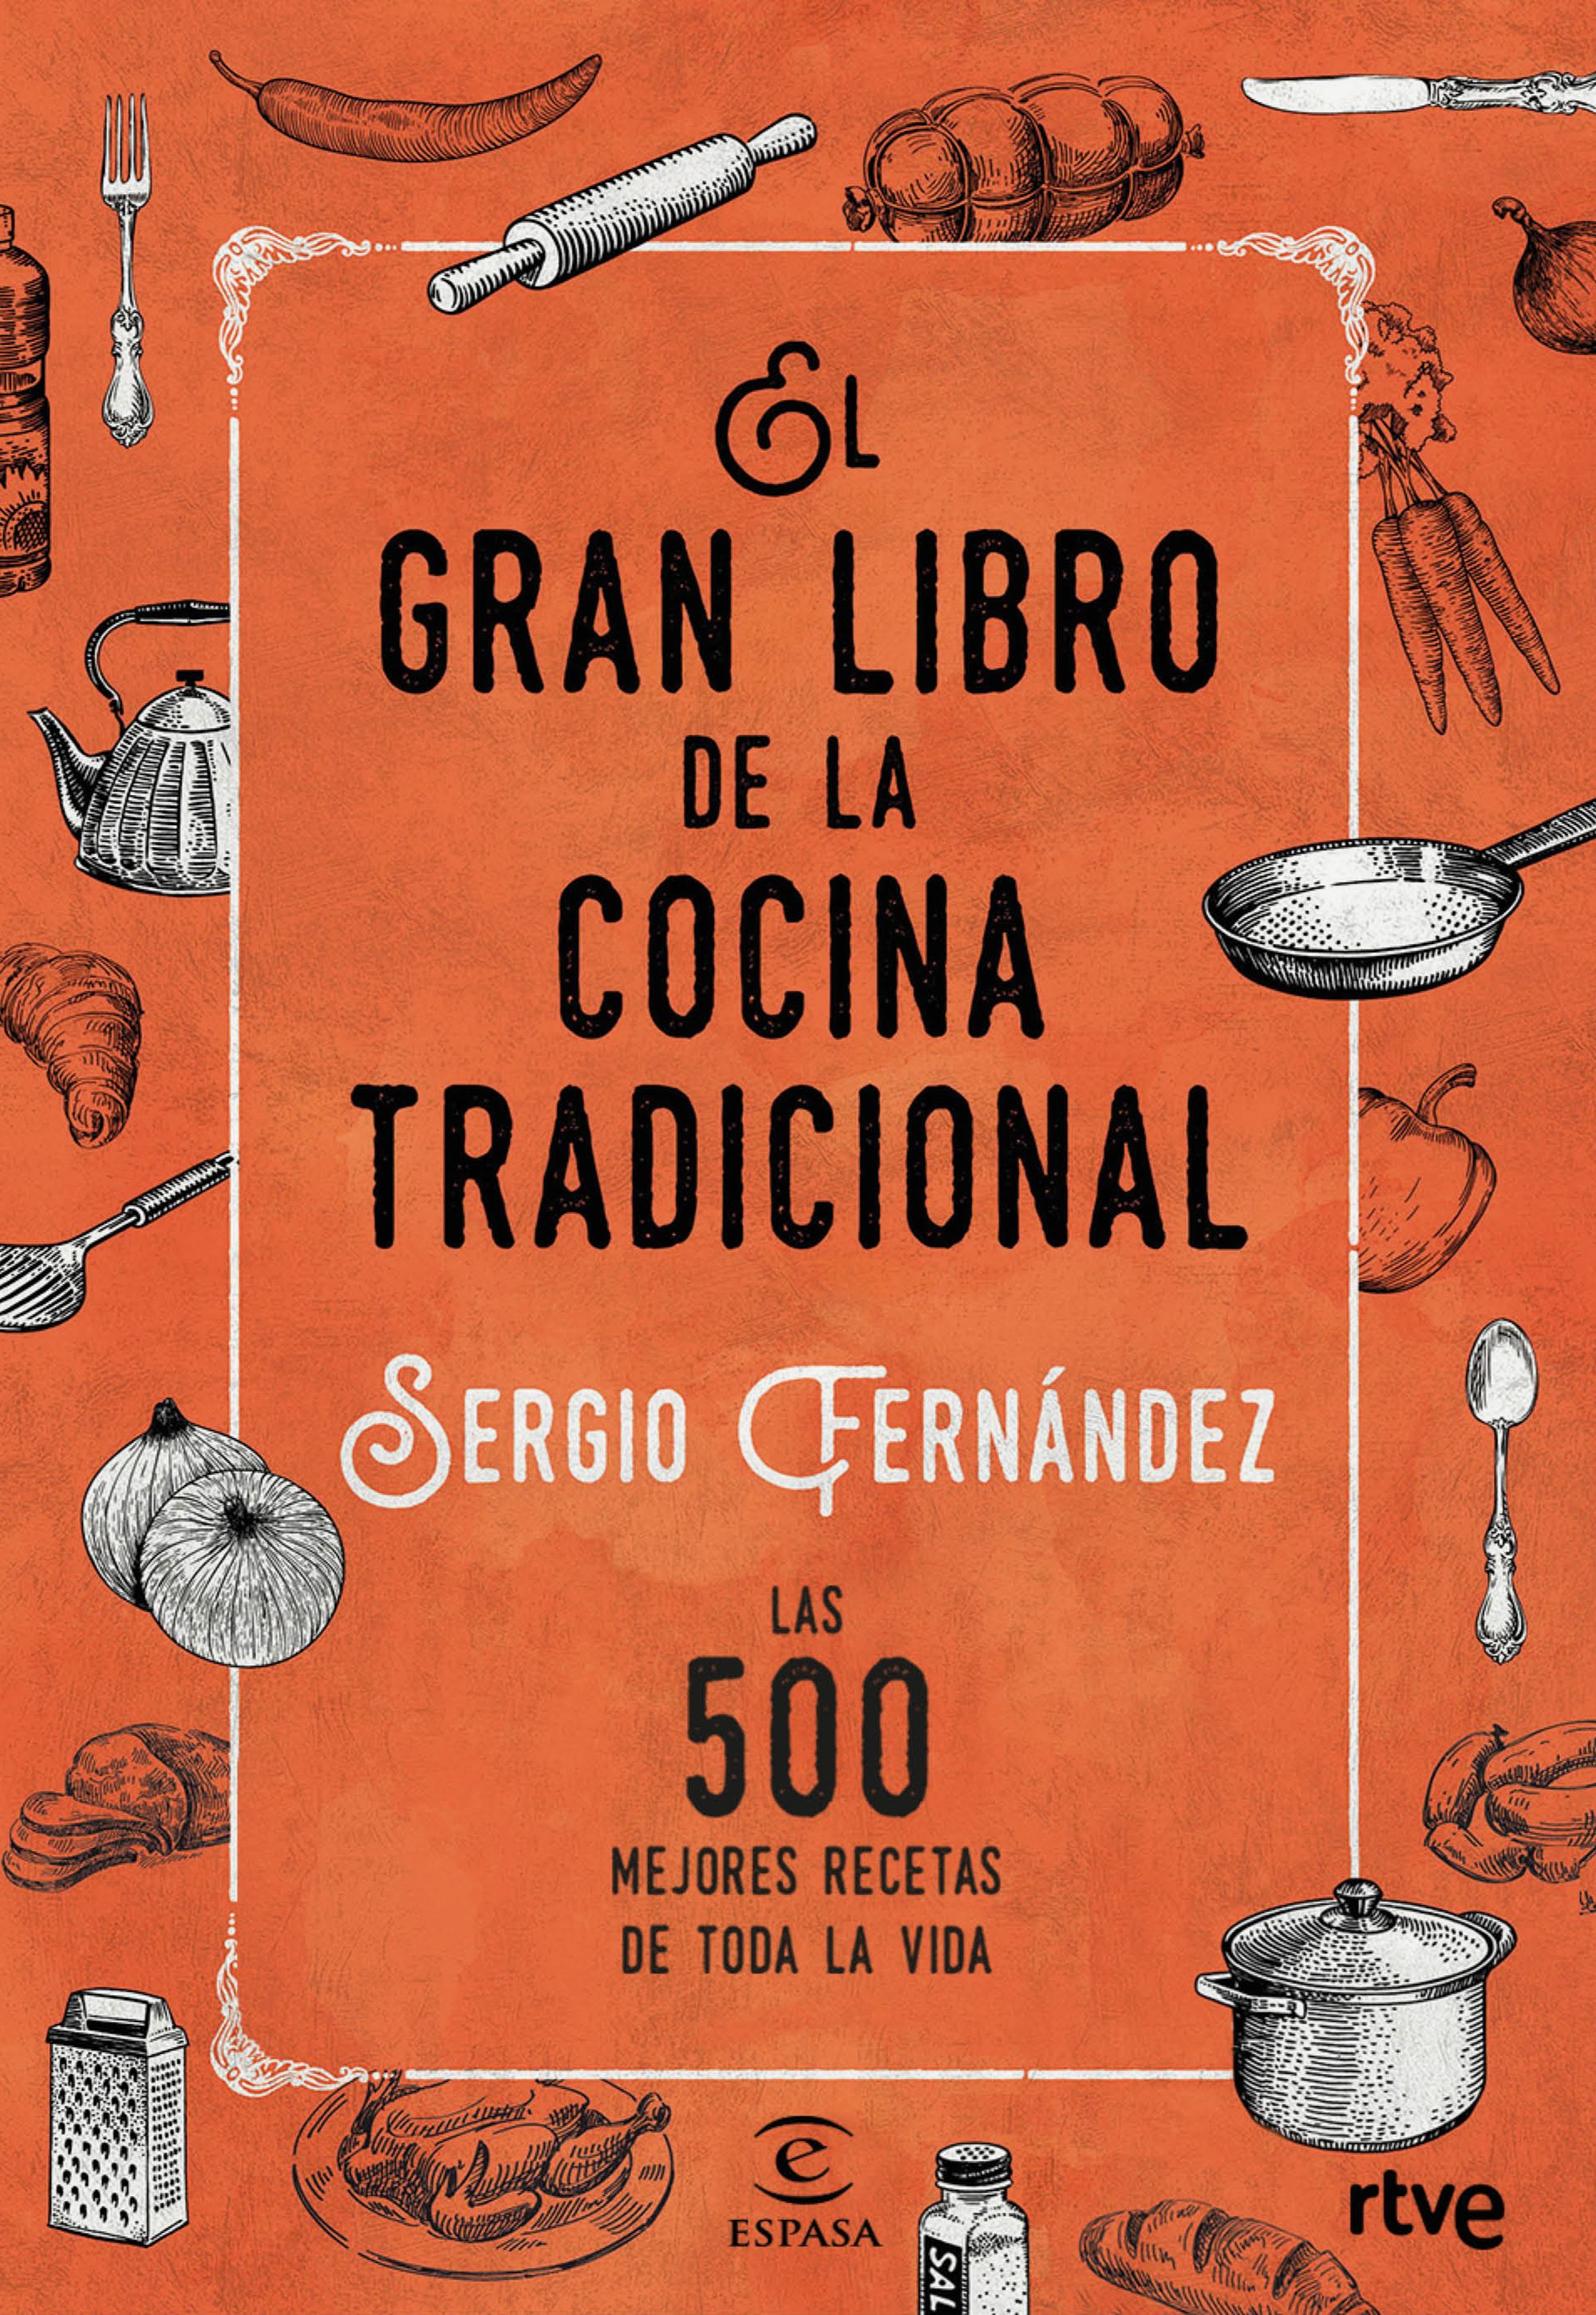 El
GRAN LIBRO
DE LA
COCINA
TRADICIONAL
SERGIO FERNÁNDEZ
LAS
500
MEJORES RECETAS
DE TODA LA VIDA
e
ESPASA
SAL
rtve